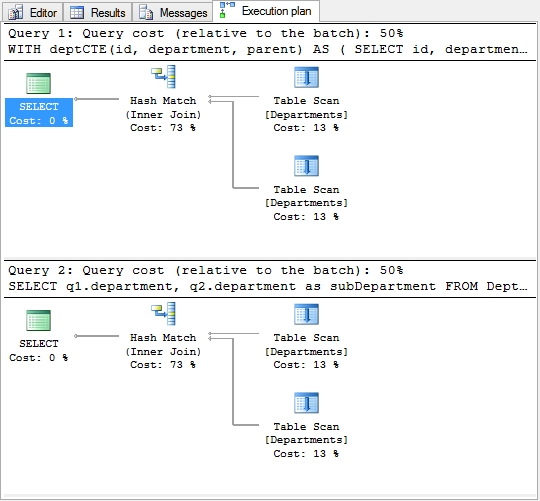 Editor Results Messages Execution plan
Query 1: Query cost (relative to the batch): 50%
WITH deptCTE(id, department, parent) AS ( SELECT id, departmen…
SELECT
Cost: 0 %
Hash Match
(Inner Join)
Cost: 73 %
Table Scan
[Departments]
Cost: 13 %
Table Scan
[Departments]
Cost: 13 %
Query 2: Query cost (relative to the batch): 50%
SELECT q1.department, q2.department as subDepartment FROM Dept…
SELECT
Cost: 0 %
Hash Match
(Inner Join)
Cost: 73 %
Table Scan
[Departments]
Cost: 13 %
Table Scan
[Departments]
Cost: 13 %